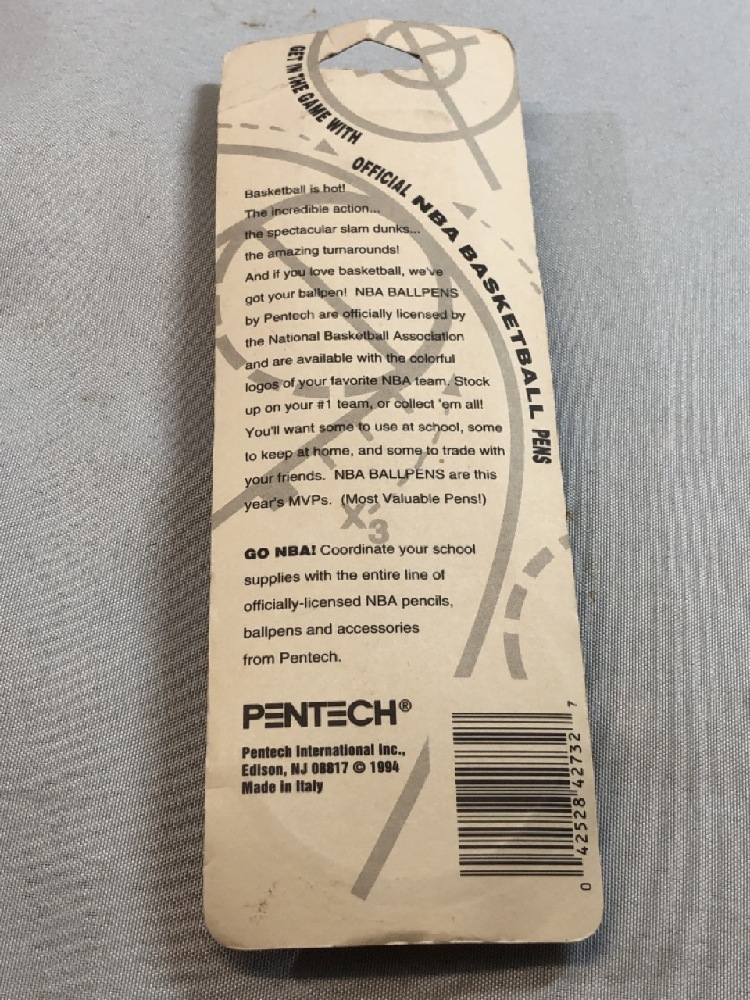 GET IN THE GAME WITH
OFFICIAL NBA BASKETBALL PENS
Basketball is hot!
The incredible action...
the spectacular slam dunks...
the amazing turnarounds!
And if you love basketball, we've
got your ballpen! NBA BALLPENS
by Pentech are officially licensed by
the National Basketball Association
and are available with the colorful
logos of your favorite NBA team. Stock
up on your #1 team, or collect 'em all!
You'll want some to use at school, some
to keep at home, and some to trade with
your friends. NBA BALLPENS are this
year's MVPs. (Most Valuable Pens!)
X's
GO NBA! Coordinate your school
supplies with the entire line of
officially-licensed NBA pencils,
ballpens and accessories
from Pentech.
PENTECH®
Pentech International Inc.,
Edison, NJ 08817 © 1994
Made in Italy
0 42528 42732 7